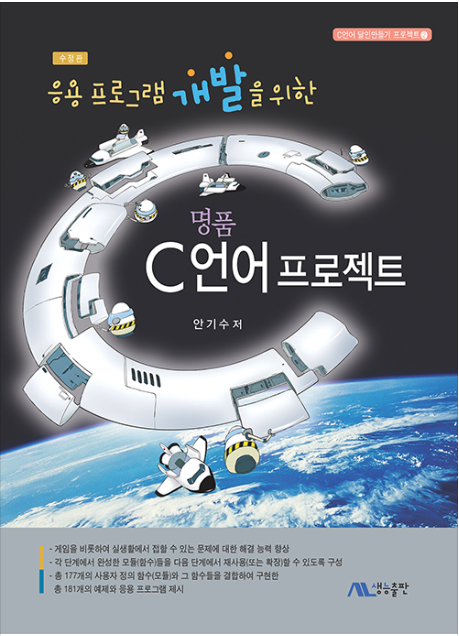 C언어 달인만들기 프로젝트 2
수정판
응용 프로그램 개발을 위한
명품
C언어 프로젝트
안기수 저
- 게임을 비롯하여 실생활에서 접할 수 있는 문제에 대한 해결 능력 향상
- 각 단계에서 완성한 모듈(함수)들을 다음 단계에서 재사용(또는 확장)할 수 있도록 구성
- 총 177개의 사용자 정의 함수(모듈)와 그 함수들을 결합하여 구현한
총 181개의 예제와 응용 프로그램 제시
생능출판